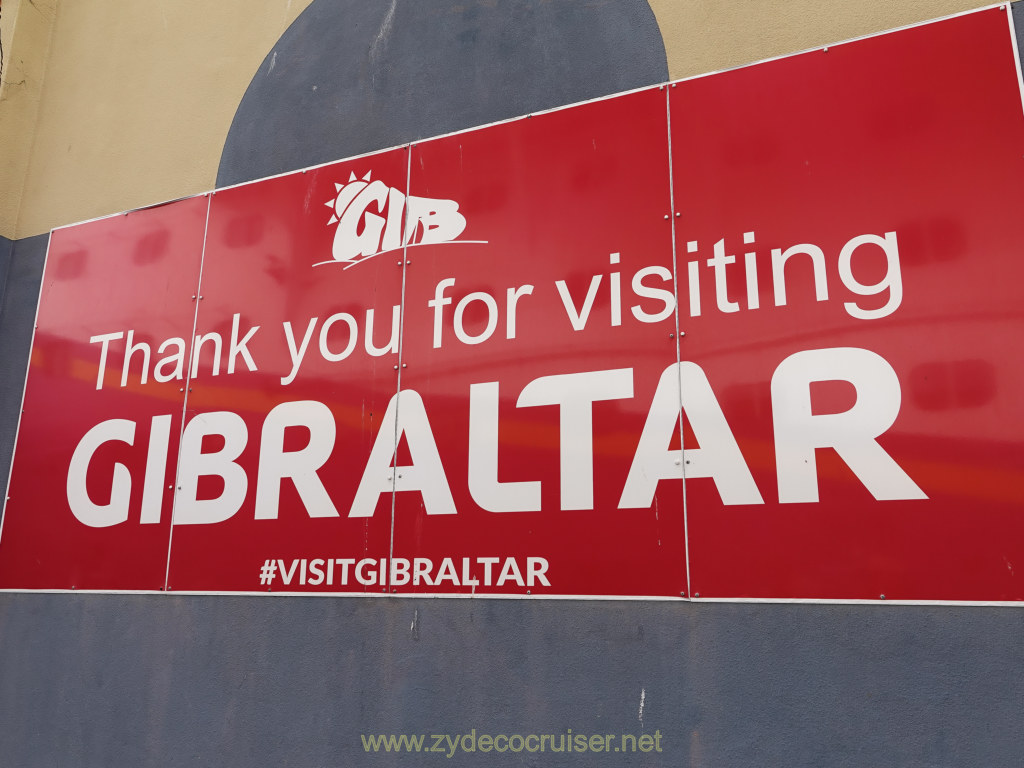 GIB
Thank you for visiting
GIBRALTAR
#VISITGIBRALTAR
www.zydecocruiser.net